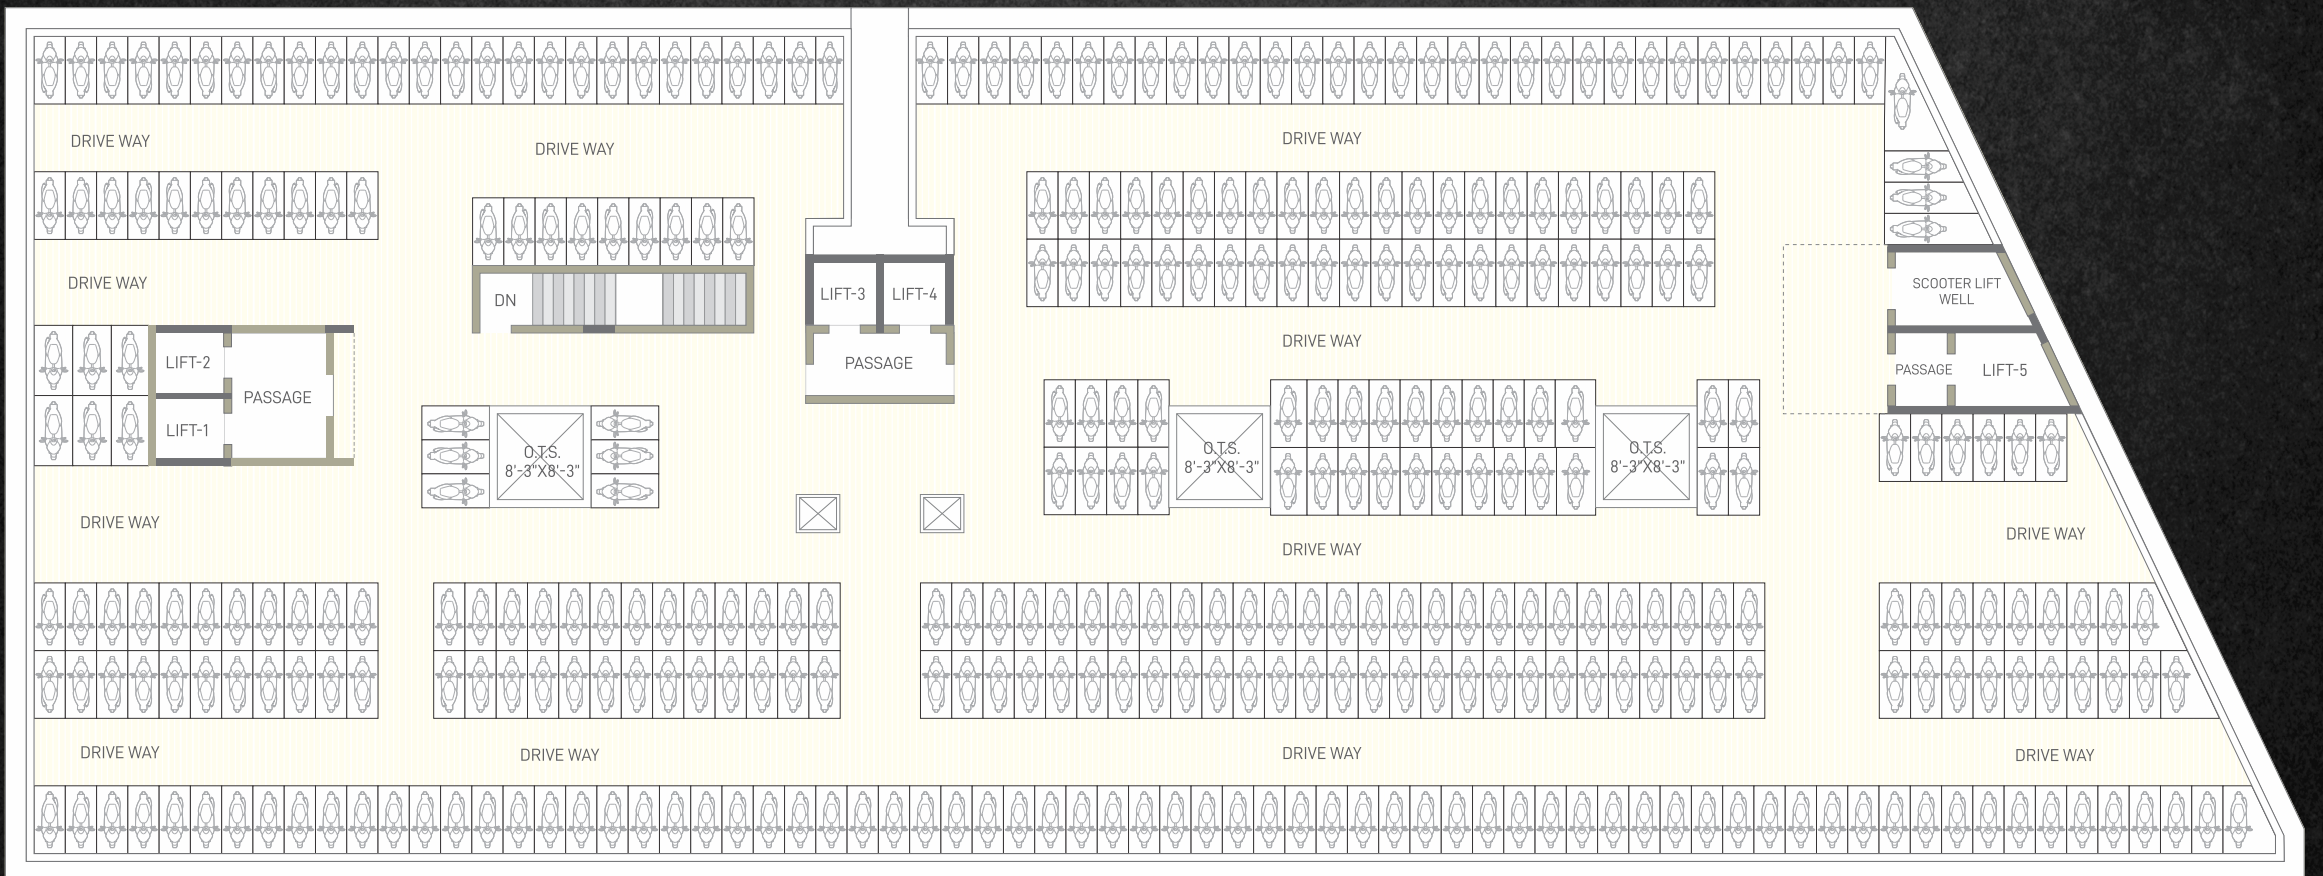 DRIVE WAY
DRIVE WAY
DRIVE WAY
DRIVE WAY
DN
LIFT-3
LIFT-4
PASSAGE
SCOOTER LIFT
WELL
DRIVE WAY
LIFT-2
PASSAGE
LIFT-1
PASSAGE
LIFT-5
O.T.S.
8'-3"X8'-3"
O.T.S.
8'-3"X8'-3"
O.T.S.
8'-3"X8'-3"
DRIVE WAY
DRIVE WAY
DRIVE WAY
DRIVE WAY
DRIVE WAY
DRIVE WAY
DRIVE WAY